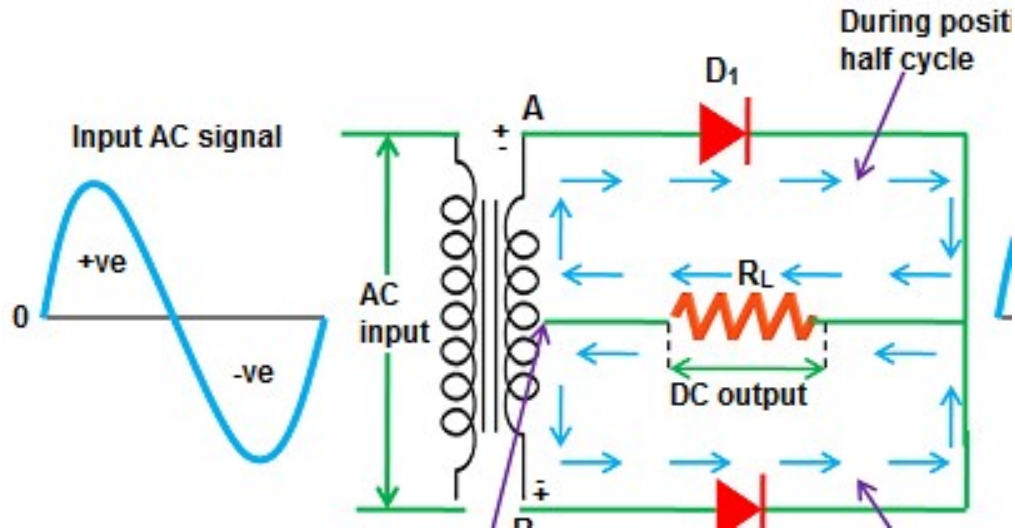 During positi
half cycle
D1
A
Input AC signal
+
-
+ve
RL
0
AC
input
-ve
DC output
-
+